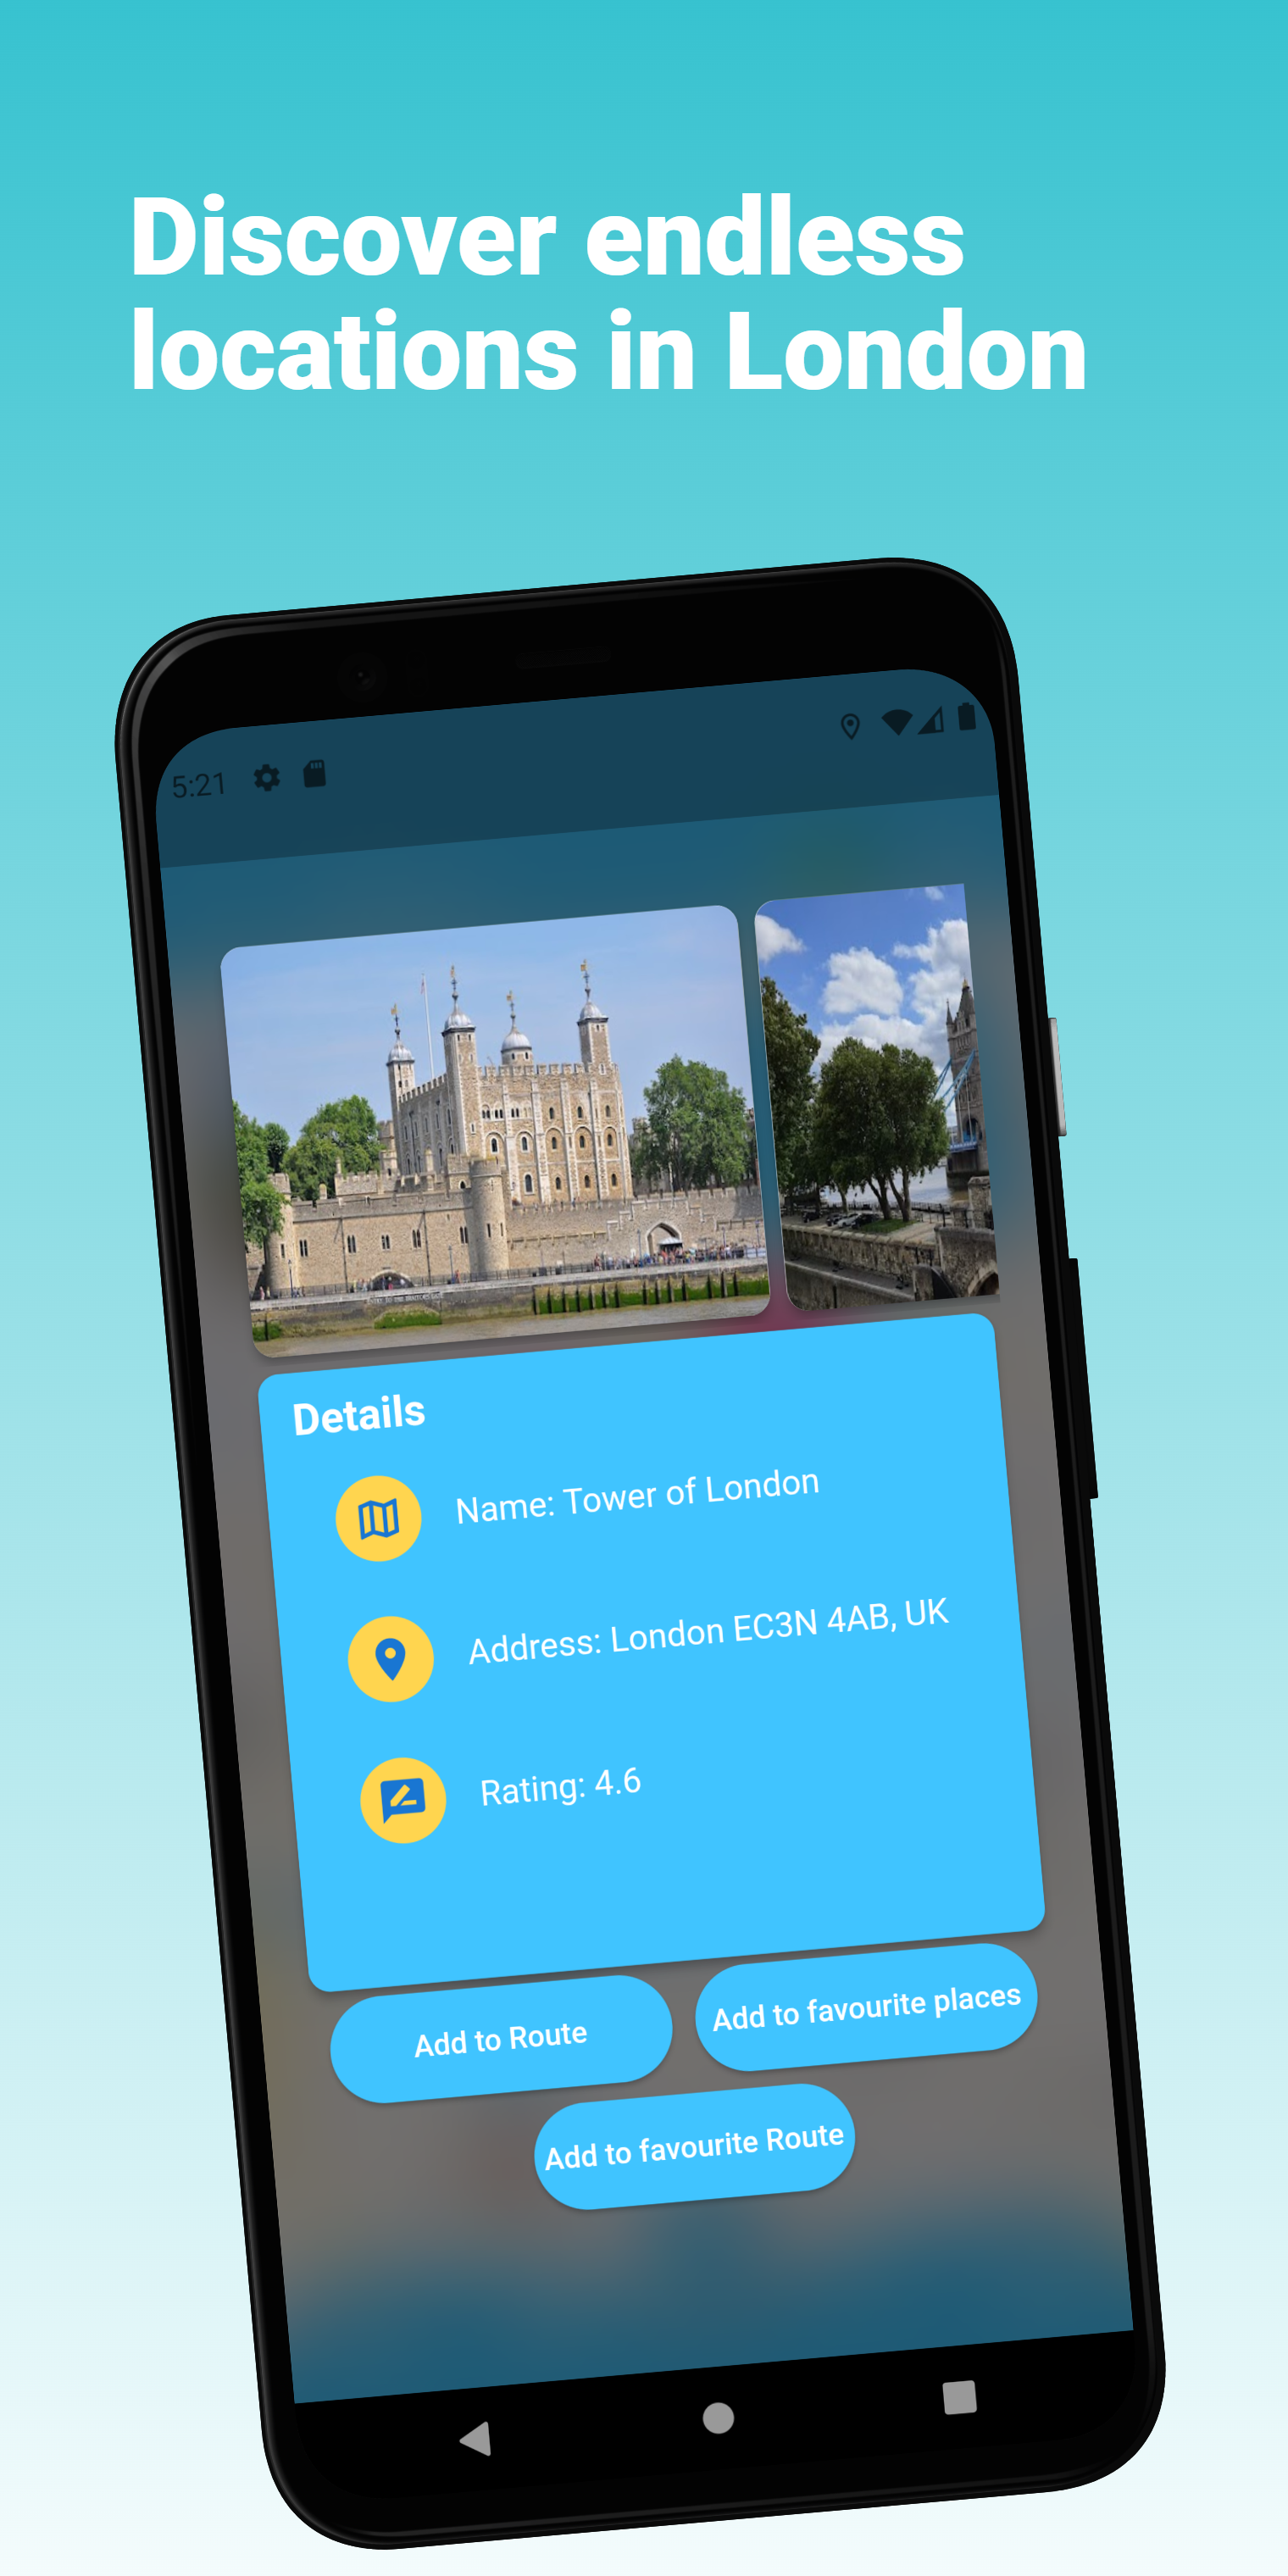 Discover endless
locations in London
5:21
Details
Name: Tower of London
Address: London EC3N 4AB, UK
Rating: 4.6
Add to Route
Add to favourite places
Add to favourite Route